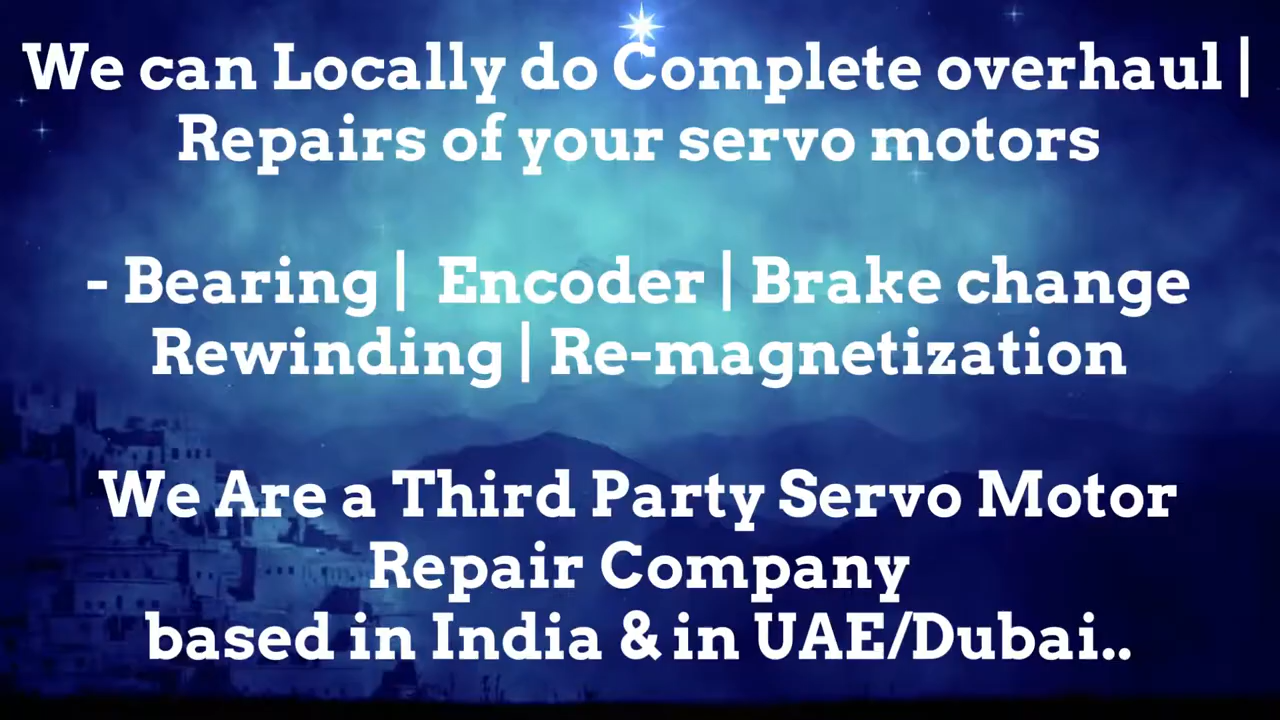 We can Locally do Complete overhaul |
Repairs of your servo motors
- Bearing | Encoder | Brake change
Rewinding | Re-magnetization
We Are a Third Party Servo Motor
Repair Company
based in India & in UAE/Dubai..